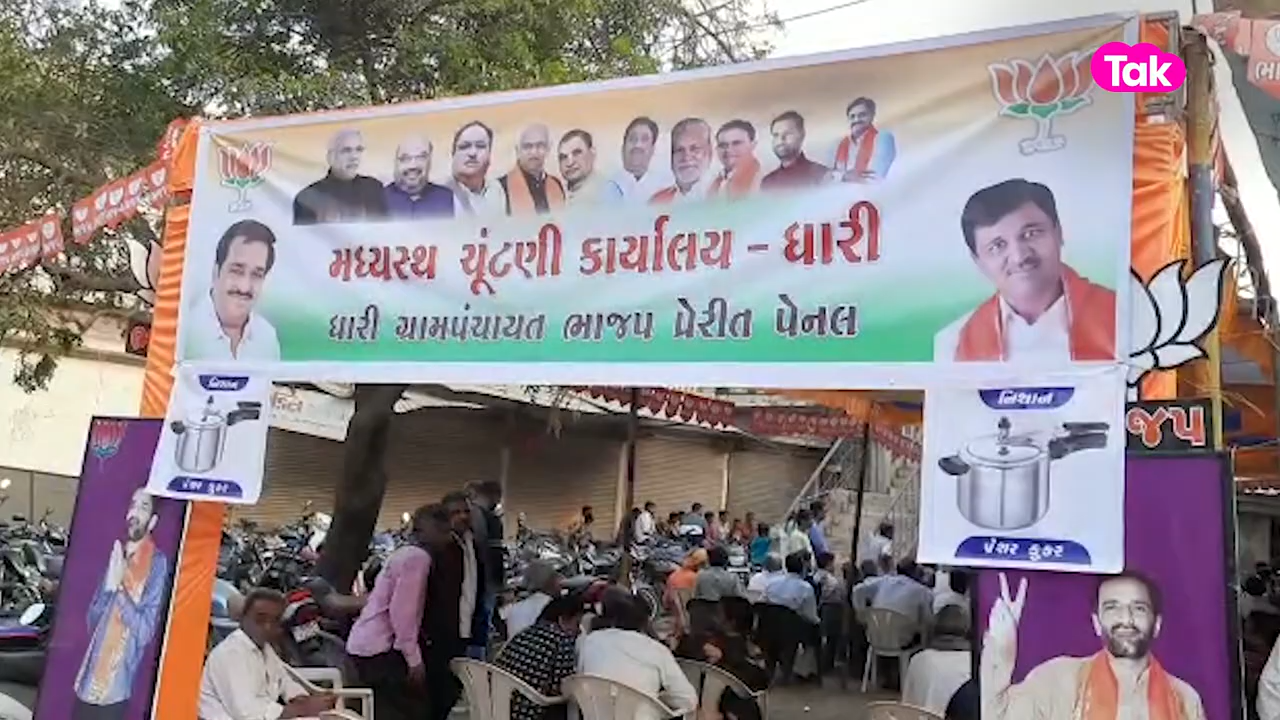 Tak
મધ્યસ્થ ચૂંટણી કાર્યાલય - ધારી
ધારી ગ્રામપંચાયત ભાજપ પ્રેરીત પેનલ
નિશાન
પ્રેશર કુકર
નિશાન
પ્રેશર કુકર
જપ